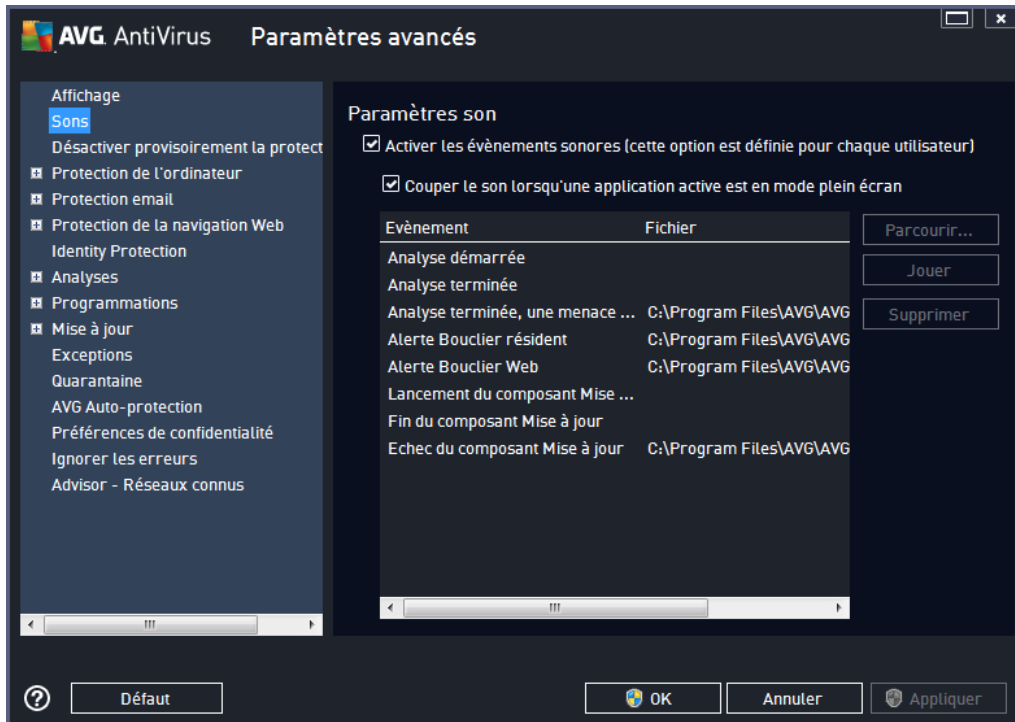 AVG AntiVirus Paramètres avancés
Affichage
Sons
Désactiver provisoirement la protect
Protection de l'ordinateur
Protection email
Protection de la navigation Web
Identity Protection
Analyses
Programmations
Mise à jour
Exceptions
Quarantaine
AVG Auto-protection
Préférences de confidentialité
Ignorer les erreurs
Advisor - Réseaux connus
Paramètres son
Activer les évènements sonores (cette option est définie pour chaque utilisateur)
Couper le son lorsqu'une application active est en mode plein écran
Evènement Fichier
Analyse démarrée
Analyse terminée
Analyse terminée, une menace ... C:\Program Files\AVG\AVG
Alerte Bouclier résident C:\Program Files\AVG\AVG
Alerte Bouclier Web C:\Program Files\AVG\AVG
Lancement du composant Mise ...
Fin du composant Mise à jour
Echec du composant Mise à jour C:\Program Files\AVG\AVG
Parcourir...
Jouer
Supprimer
Défaut OK Annuler Appliquer